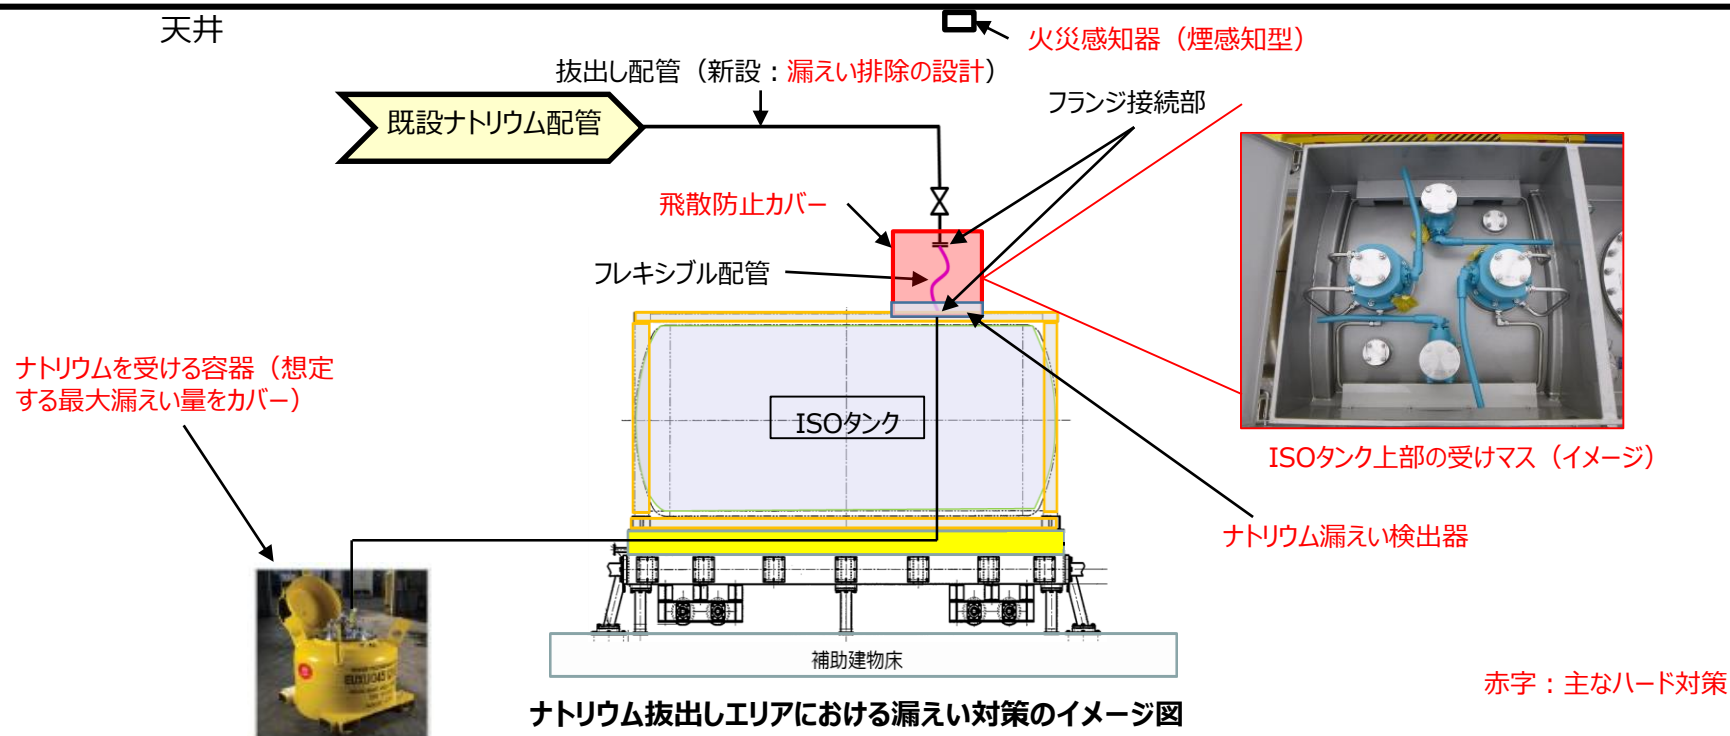 天井
火災感知器（煙感知型）
抜出し配管（新設：漏えい排除の設計）
フランジ接続部
既設ナトリウム配管
飛散防止カバー
フレキシブル配管
ナトリウムを受ける容器（想定
する最大漏えい量をカバー）
ISOタンク
ISOタンク上部の受けマス（イメージ）
ナトリウム漏えい検出器
補助建物床
赤字：主なハード対策
ナトリウム抜出しエリアにおける漏えい対策のイメージ図